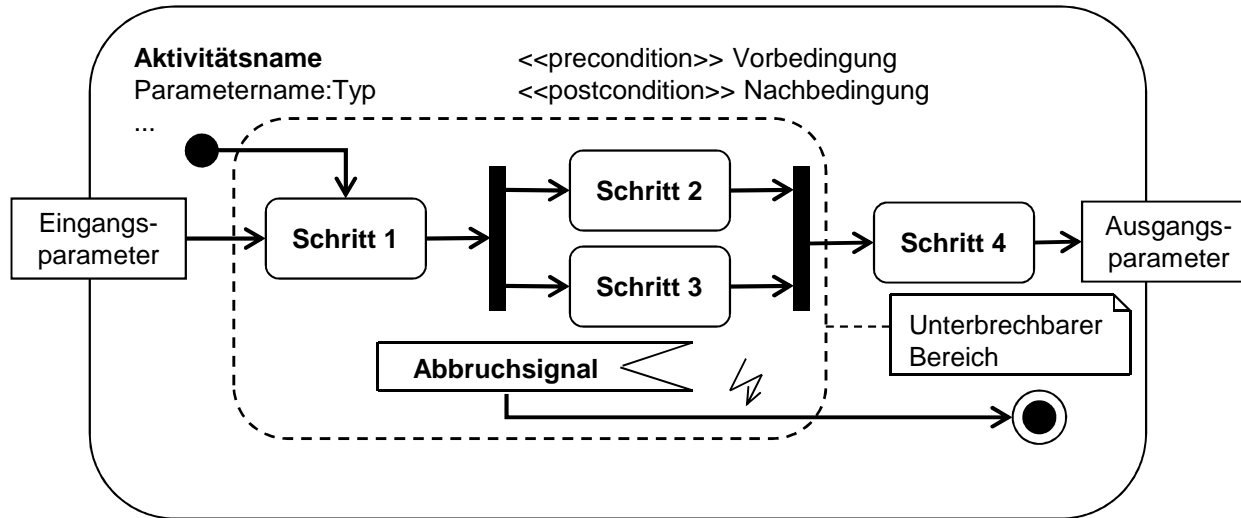 Aktivitätsname
Parametername:Typ
...
<<precondition>> Vorbedingung
<<postcondition>> Nachbedingung
Eingangs-
parameter
Schritt 1
Schritt 2
Schritt 3
Schritt 4
Ausgangs-
parameter
Unterbrechbarer
Bereich
Abbruchsignal